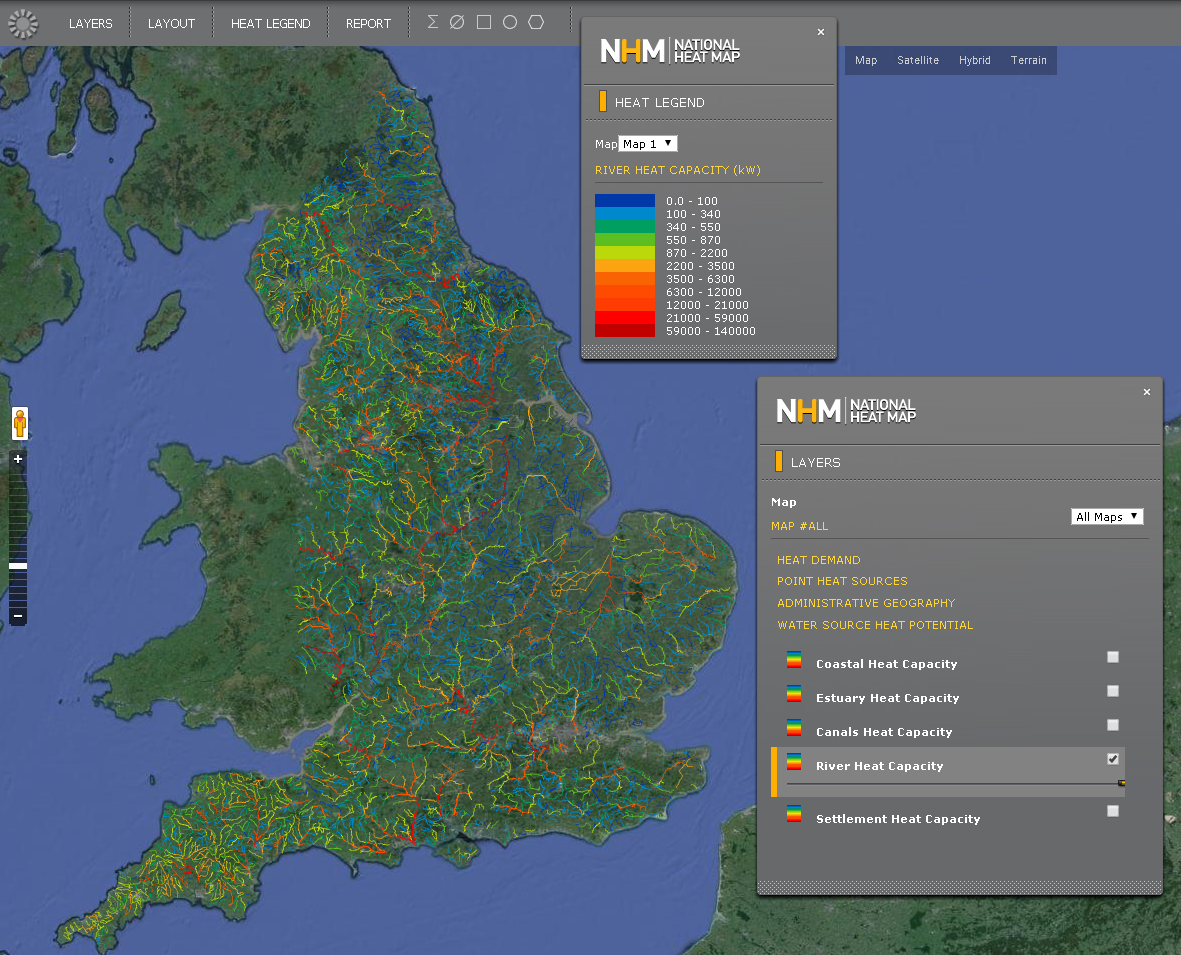 LAYERS
LAYOUT
HEAT LEGEND
REPORT
NHM NATIONAL
HEAT MAP
×
HEAT LEGEND
Map Map 1 ▼
RIVER HEAT CAPACITY (kW)
0.0 - 100
100 - 340
340 - 550
550 - 870
870 - 2200
2200 - 3500
3500 - 6300
6300 - 12000
12000 - 21000
21000 - 59000
59000 - 140000
Map
Satellite
Hybrid
Terrain
+
−
NHM NATIONAL
HEAT MAP
×
LAYERS
Map
All Maps ▼
MAP #ALL
HEAT DEMAND
POINT HEAT SOURCES
ADMINISTRATIVE GEOGRAPHY
WATER SOURCE HEAT POTENTIAL
Coastal Heat Capacity
Estuary Heat Capacity
Canals Heat Capacity
River Heat Capacity
Settlement Heat Capacity